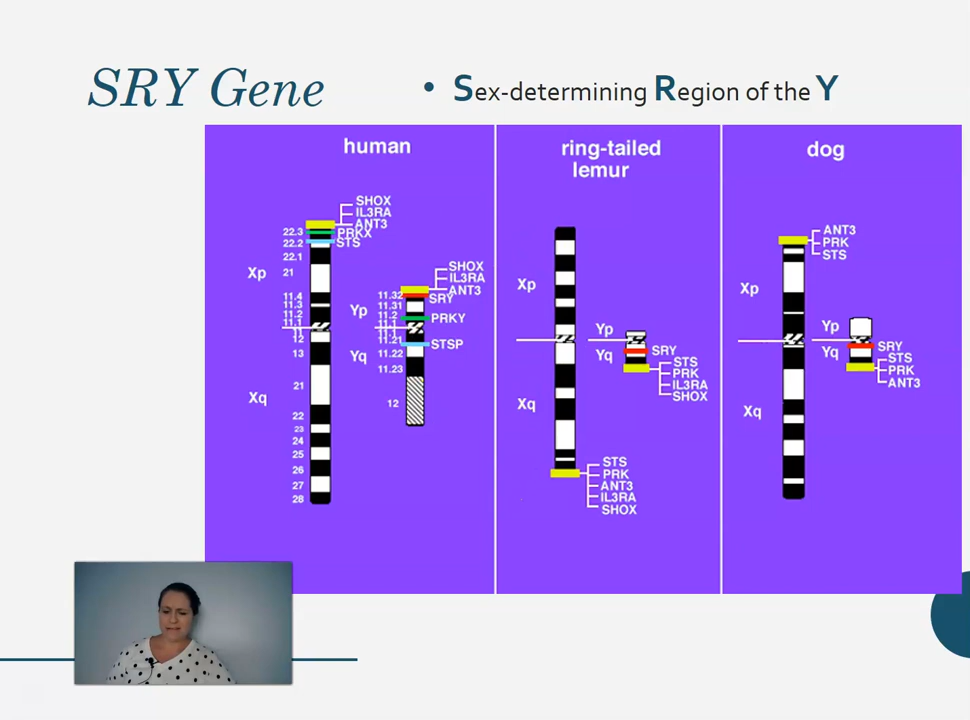 SRY Gene
• Sex-determining Region of the Y
human
SHOX
IL3RA
ANT3
PRKX
STS
22.3
22.2
22.1
Xp
21
11.4
11.3
11.2
11.1
11
12
13
21
Xq
22
23
24
25
26
27
28
SHOX
IL3RA
ANT3
11.32
SRY
11.31
Yp
11.2
PRKY
11.21
STSP
Yq
11.22
11.23
12
ring-tailed
lemur
Xp
Xq
STS
PRK
ANT3
IL3RA
SHOX
Yp
Yq
SRY
STS
PRK
IL3RA
SHOX
dog
ANT3
PRK
STS
Xp
Xq
Yp
Yq
SRY
STS
PRK
ANT3